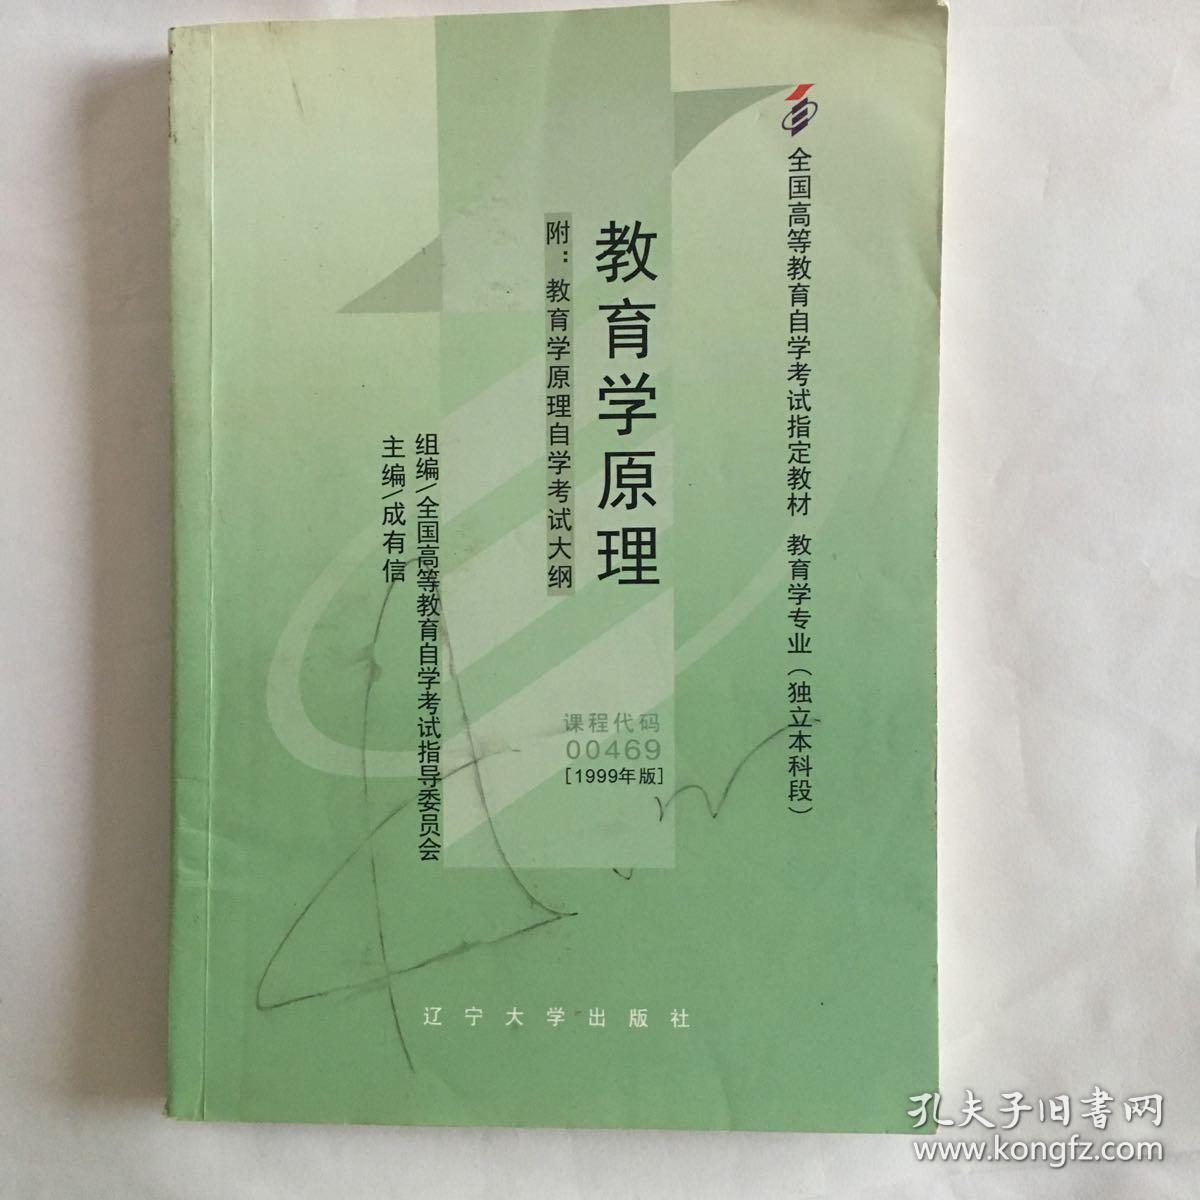 全国高等教育自学考试指定教材 教育学专业（独立本科段）
教育学原理
附：教育学原理自学考试大纲
组编/全国高等教育自学考试指导委员会
主编/成有信
课程代码
00469
[1999年版]
辽宁大学出版社
孔夫子旧书网
www.kongfz.com